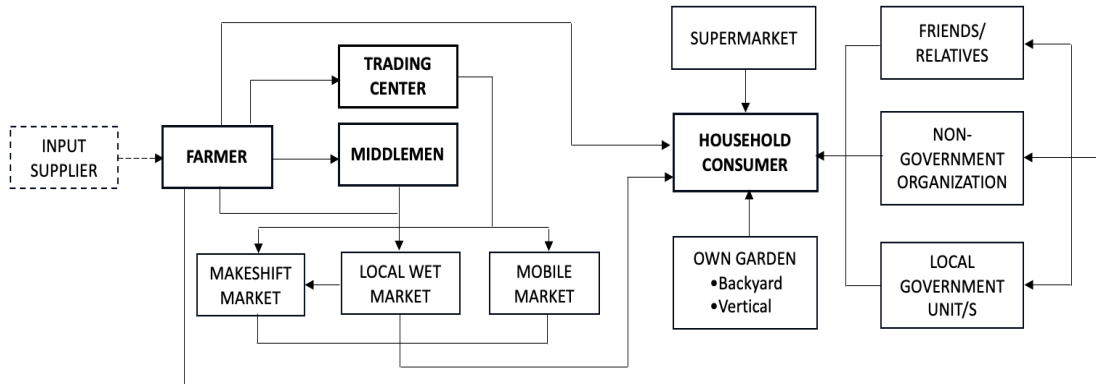 SUPERMARKET
FRIENDS/
RELATIVES
TRADING
CENTER
INPUT
SUPPLIER
FARMER
MIDDLEMEN
HOUSEHOLD
CONSUMER
NON-
GOVERNMENT
ORGANIZATION
MAKESHIFT
MARKET
LOCAL WET
MARKET
MOBILE
MARKET
OWN GARDEN
•Backyard
•Vertical
LOCAL
GOVERNMENT
UNIT/S